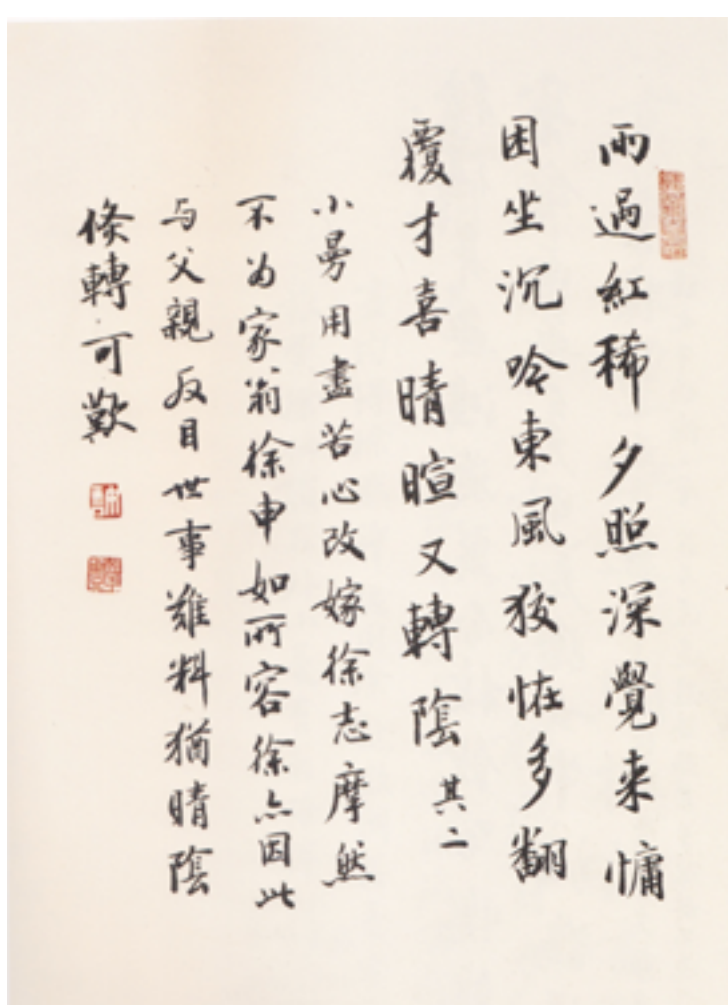 雨過紅稀夕照深覺来慵
困坐沉吟東風狡怪多翻
覆才喜晴暄又轉陰其二
小曼用盡苦心改嫁徐志摩然
不为家翁徐申如所容徐亦因此
与父親反目世事難料猶晴陰
倏轉可歎